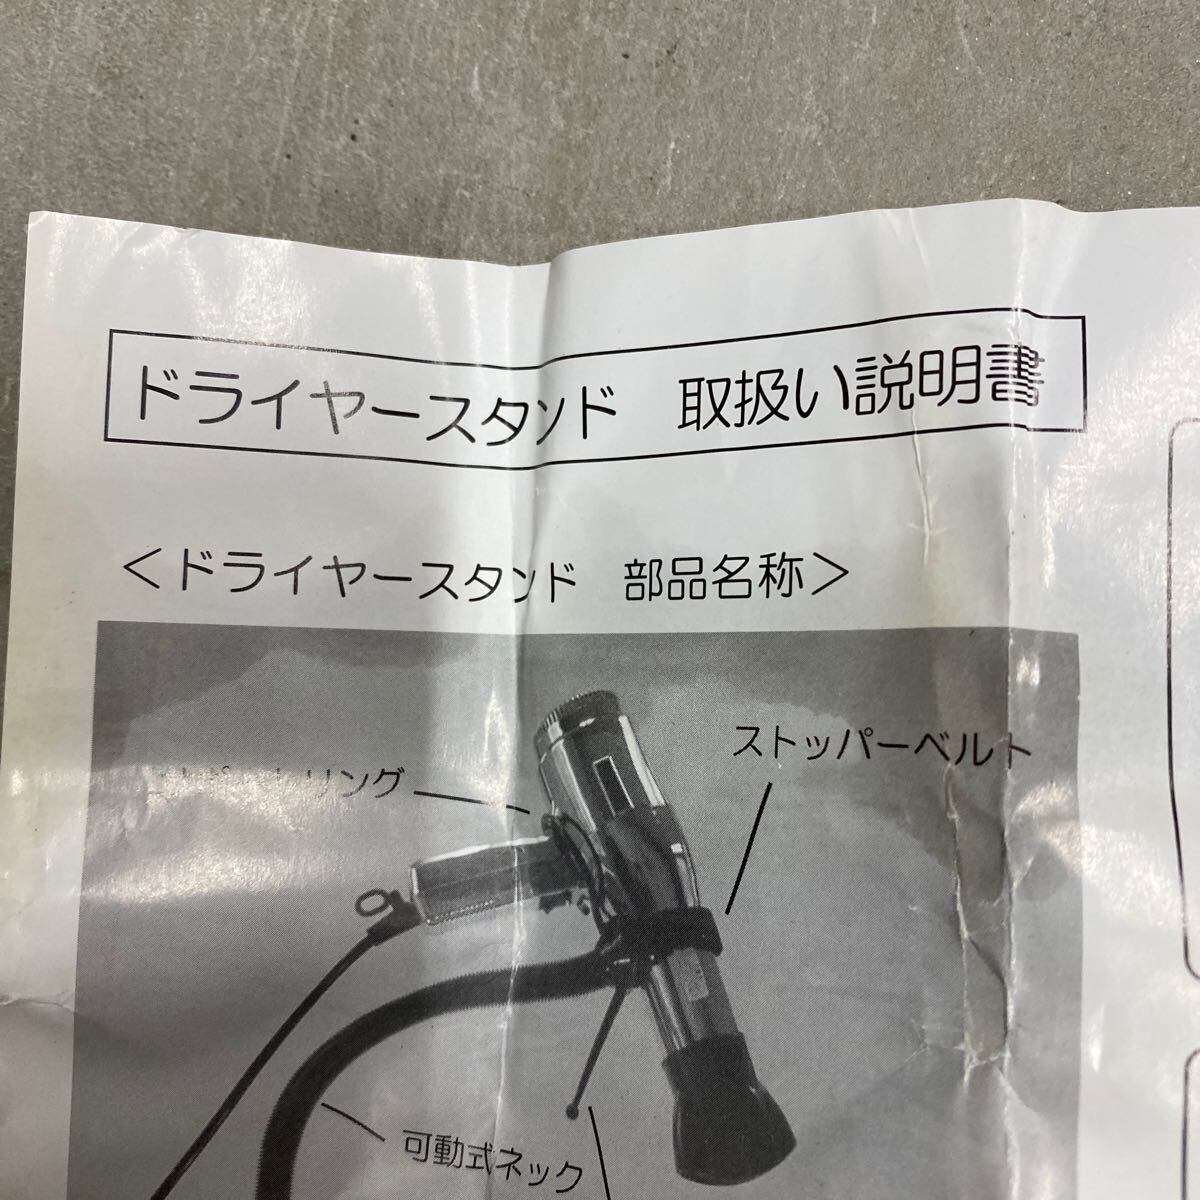 ドライヤースタンド　取扱い説明書
＜ドライヤースタンド　部品名称＞
ストッパーベルト
リング
可動式ネック